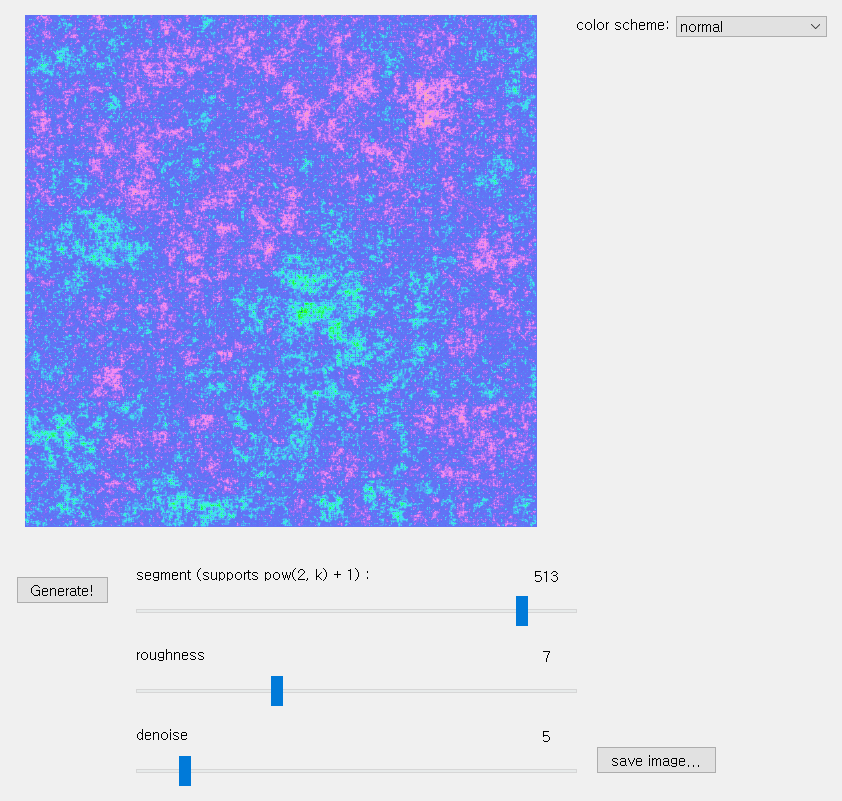 color scheme: normal
segment (supports pow(2, k) + 1) : 513
Generate!
roughness 7
denoise 5
save image...